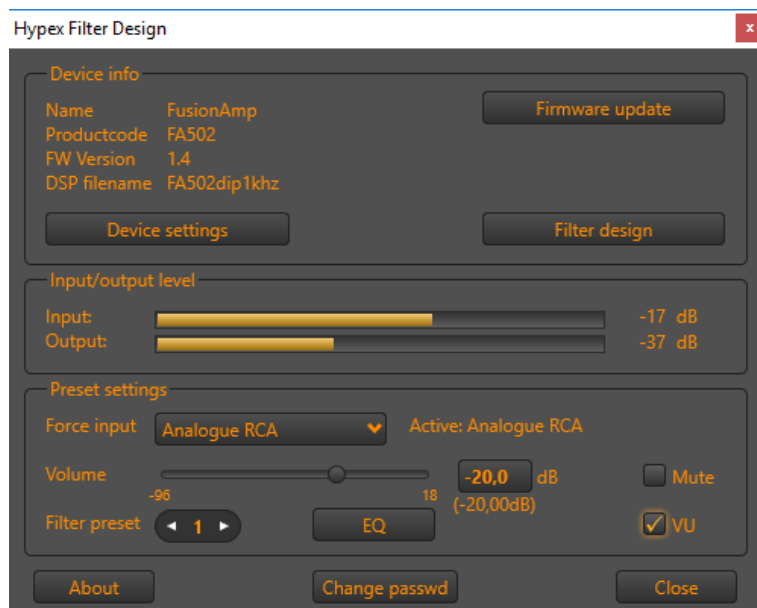 Hypex Filter Design
x
Device info
Name FusionAmp
Firmware update
Productcode FA502
FW Version 1.4
DSP filename FA502dip1khz
Device settings Filter design
Input/output level
Input: -17 dB
Output: -37 dB
Preset settings
Force input Analogue RCA Active: Analogue RCA
Volume -20,0 dB Mute
-96 18 (-20,00dB)
Filter preset 1 EQ VU
About Change passwd Close